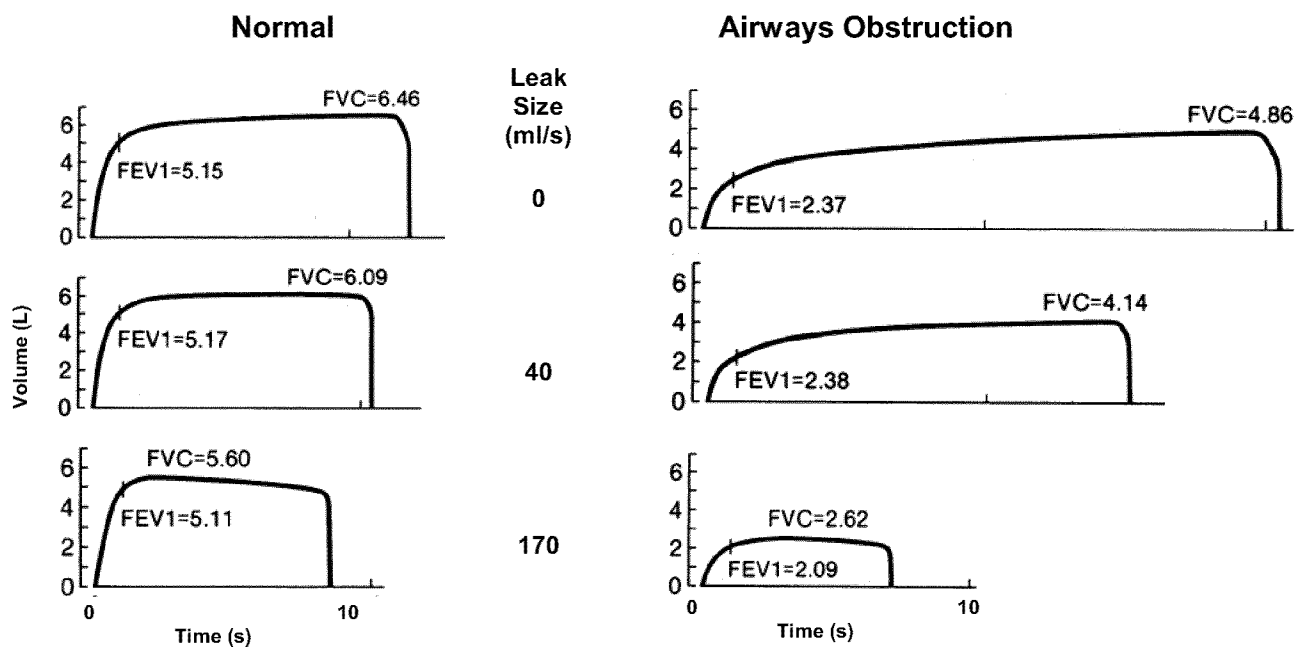 Normal
Airways Obstruction
Leak
Size
(ml/s)
FVC=6.46
6
4
2
0
FEV1=5.15
0
FVC=4.86
6
4
2
0
FEV1=2.37
Volume (L)
FVC=6.09
6
4
2
0
FEV1=5.17
40
FVC=4.14
6
4
2
0
FEV1=2.38
FVC=5.60
6
4
2
0
FEV1=5.11
0
10
Time (s)
170
FVC=2.62
6
4
2
0
FEV1=2.09
0
10
Time (s)